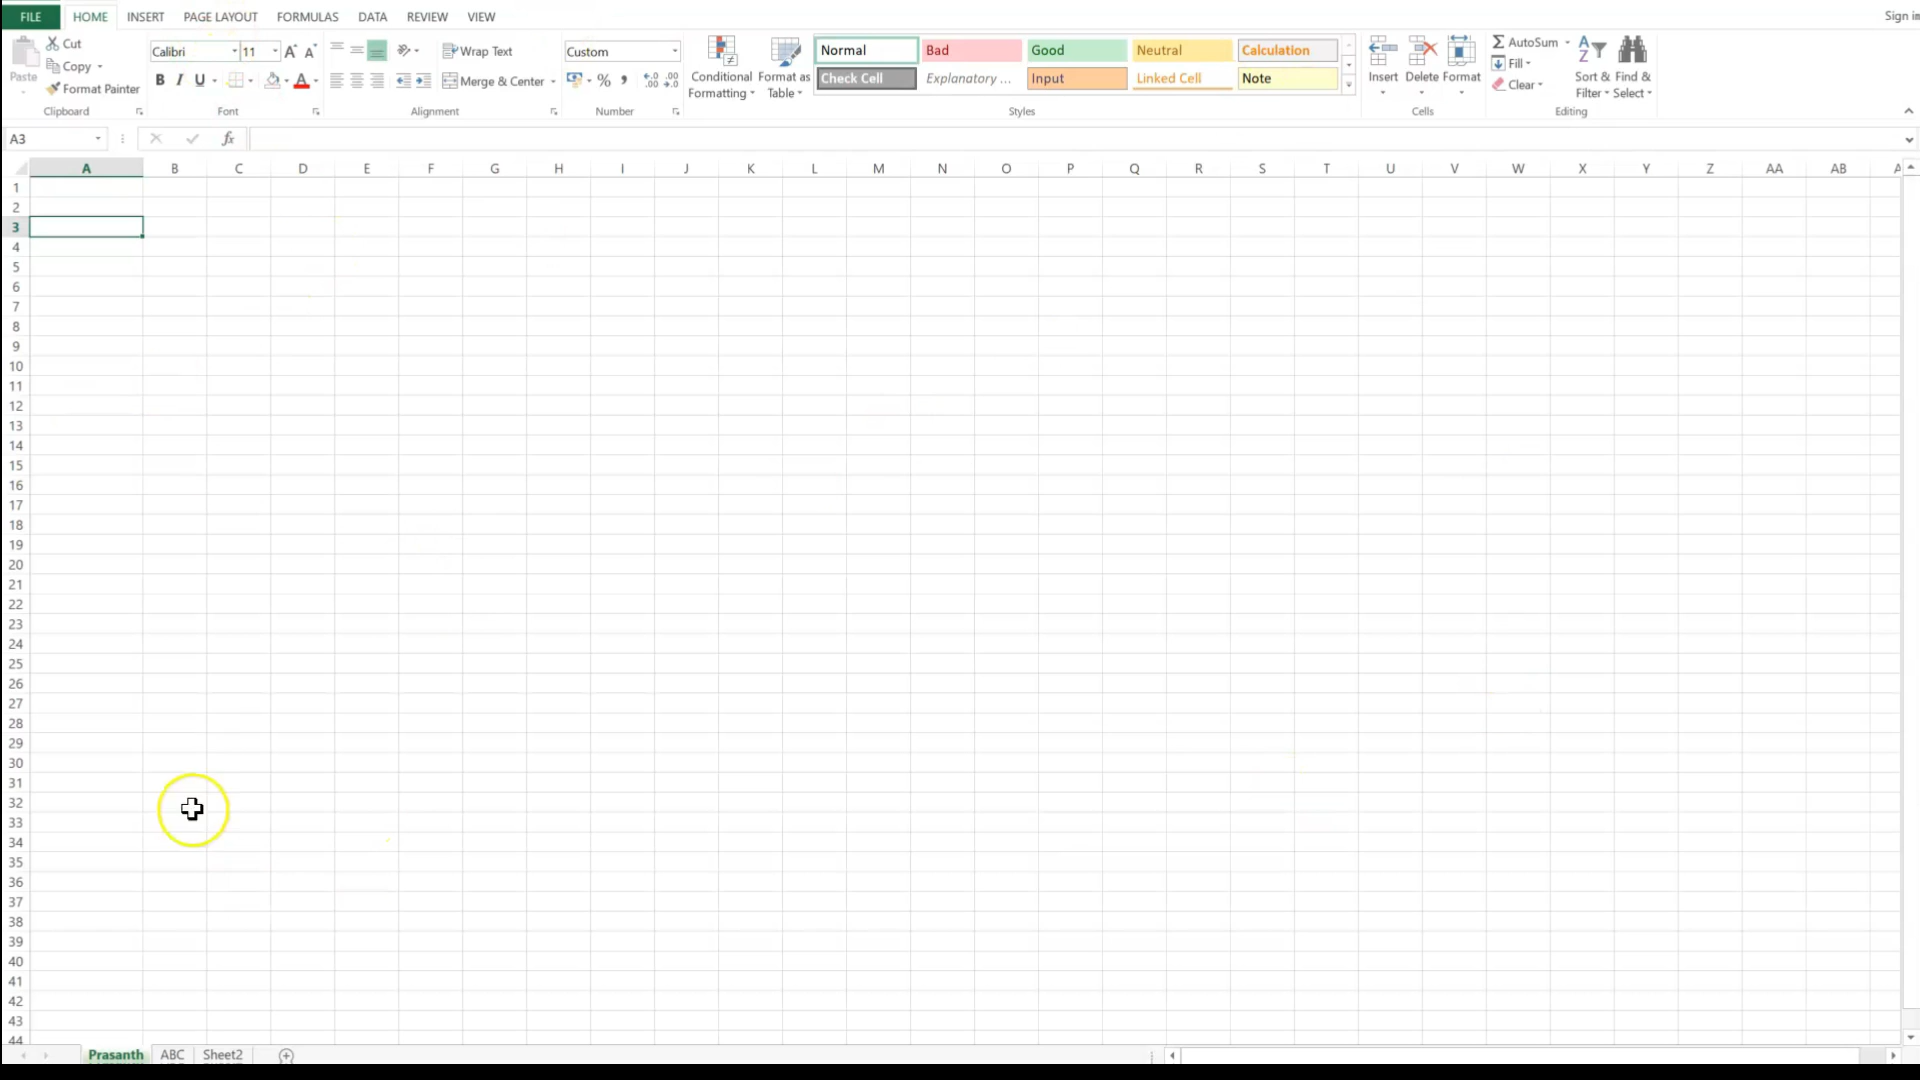 FILE HOME INSERT PAGE LAYOUT FORMULAS DATA REVIEW VIEW
Paste
Cut
Copy
Format Painter
Clipboard
Calibri 11 A A
B I U A
Font
Wrap Text
Merge & Center
Alignment
Custom
% ,
Number
Conditional
Formatting
Format as
Table
Normal Bad Good Neutral Calculation
Check Cell Explanatory ... Input Linked Cell Note
Styles
Insert Delete Format
Cells
AutoSum
Fill
Clear
Sort &
Filter
Find &
Select
Editing
A3 fx
A B C D E F G H I J K L M N O P Q R S T U V W X Y Z AA AB
1
2
3
4
5
6
7
8
9
10
11
12
13
14
15
16
17
18
19
20
21
22
23
24
25
26
27
28
29
30
31
32
33
34
35
36
37
38
39
40
41
42
43
44
Prasanth ABC Sheet2